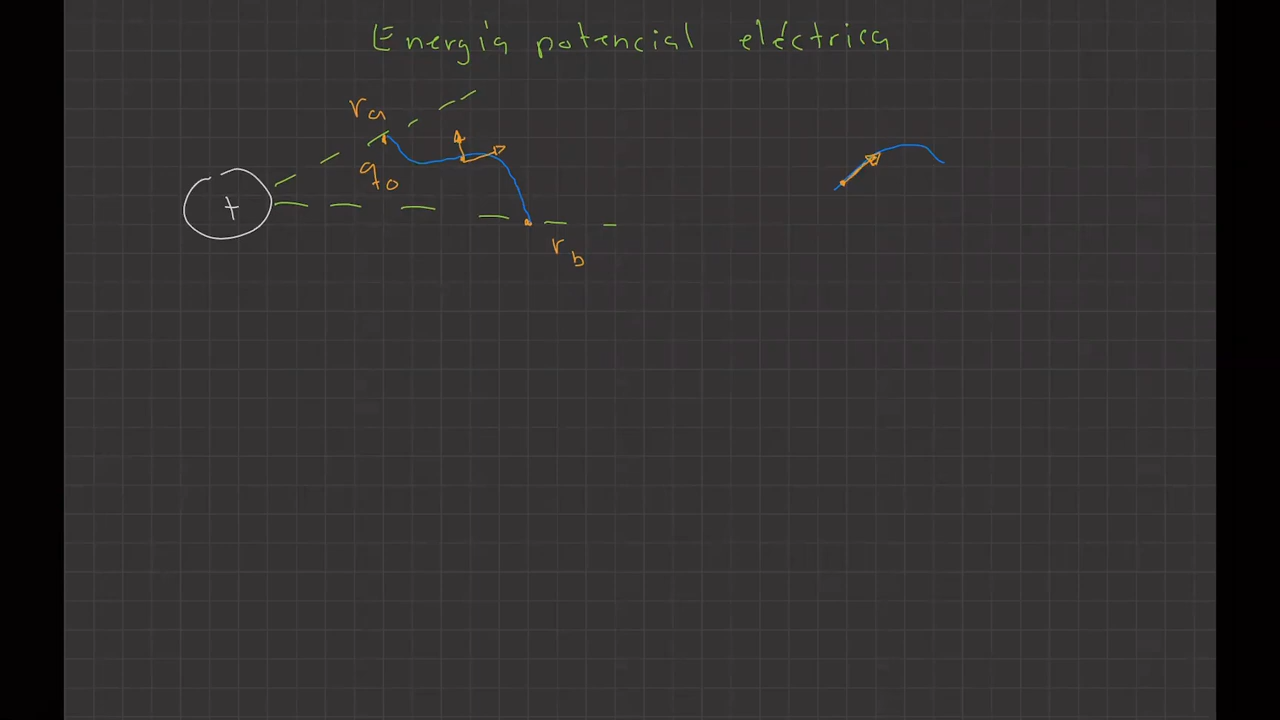 Energía potencial eléctrica
ra
q0
+
rb